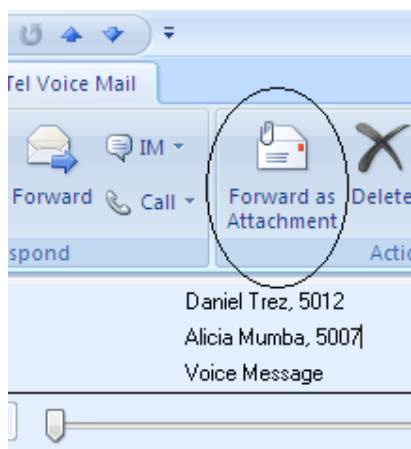 Tel Voice Mail
Forward
IM
Call
Forward as
Attachment
Delete
spond
Actio
Daniel Trez, 5012
Alicia Mumba, 5007
Voice Message